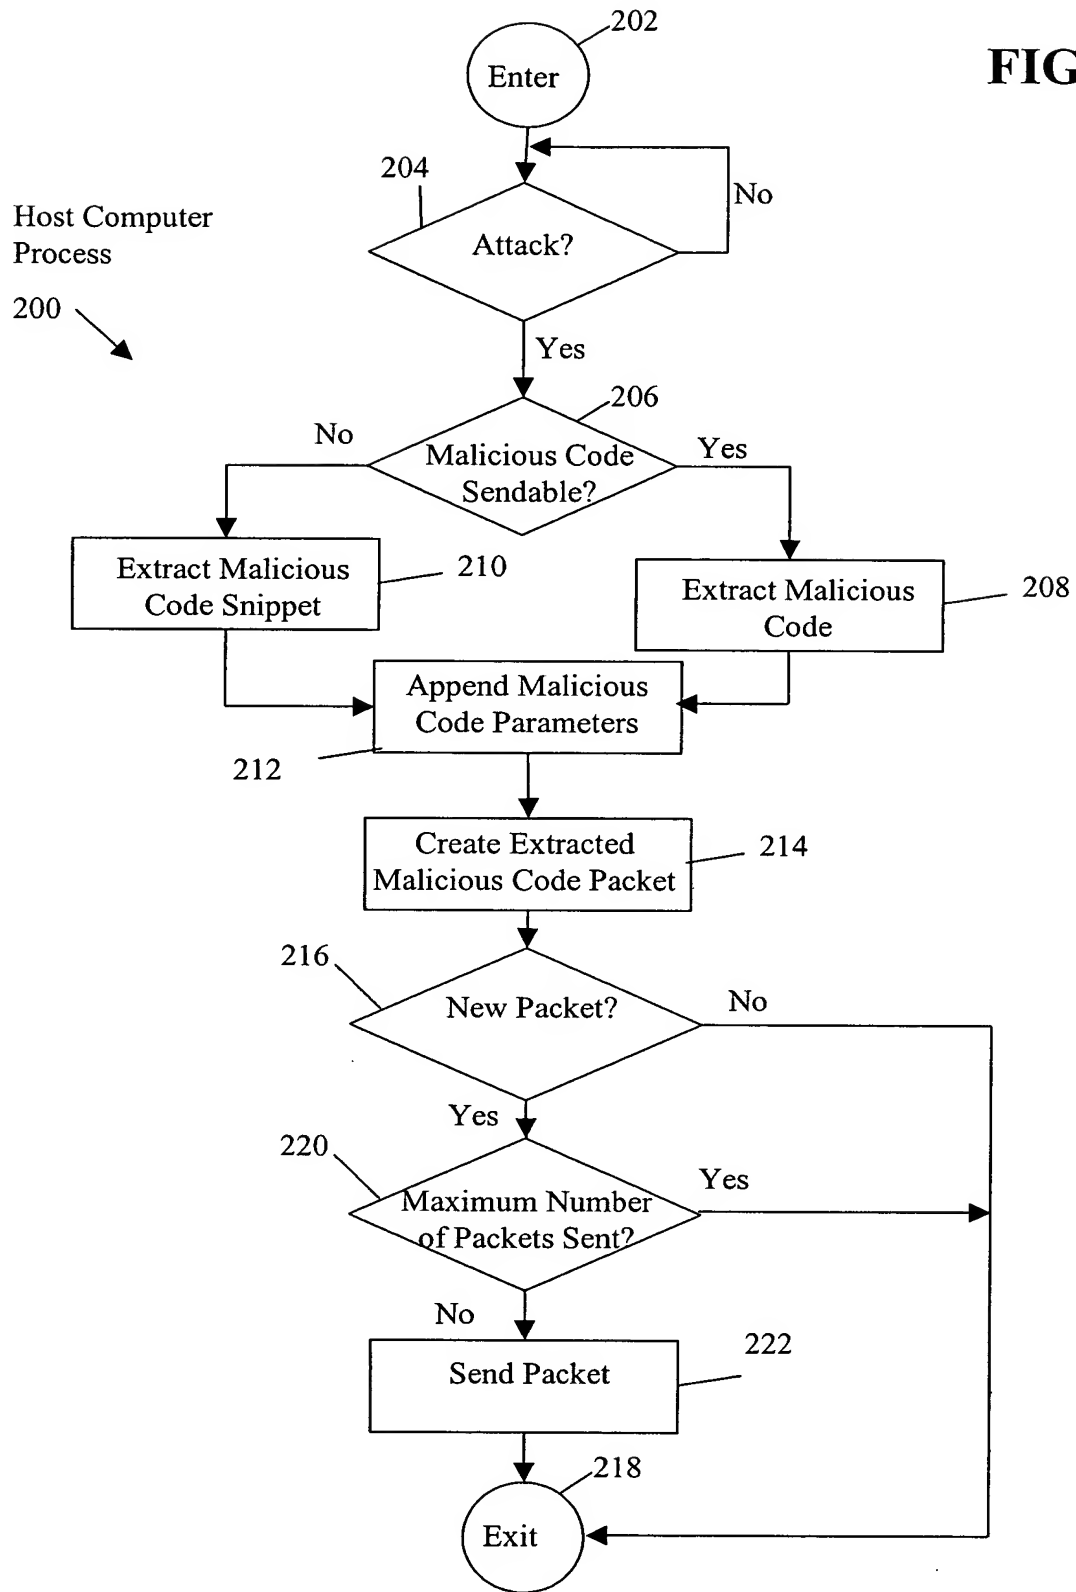 202
Enter
FIG
204
No
Host Computer
Process
200
Attack?
Yes
206
No
Malicious Code
Sendable?
Yes
Extract Malicious
Code Snippet
210
Extract Malicious
Code
208
Append Malicious
Code Parameters
212
Create Extracted
Malicious Code Packet
214
216
New Packet?
No
Yes
220
Maximum Number
of Packets Sent?
Yes
No
Send Packet
222
218
Exit